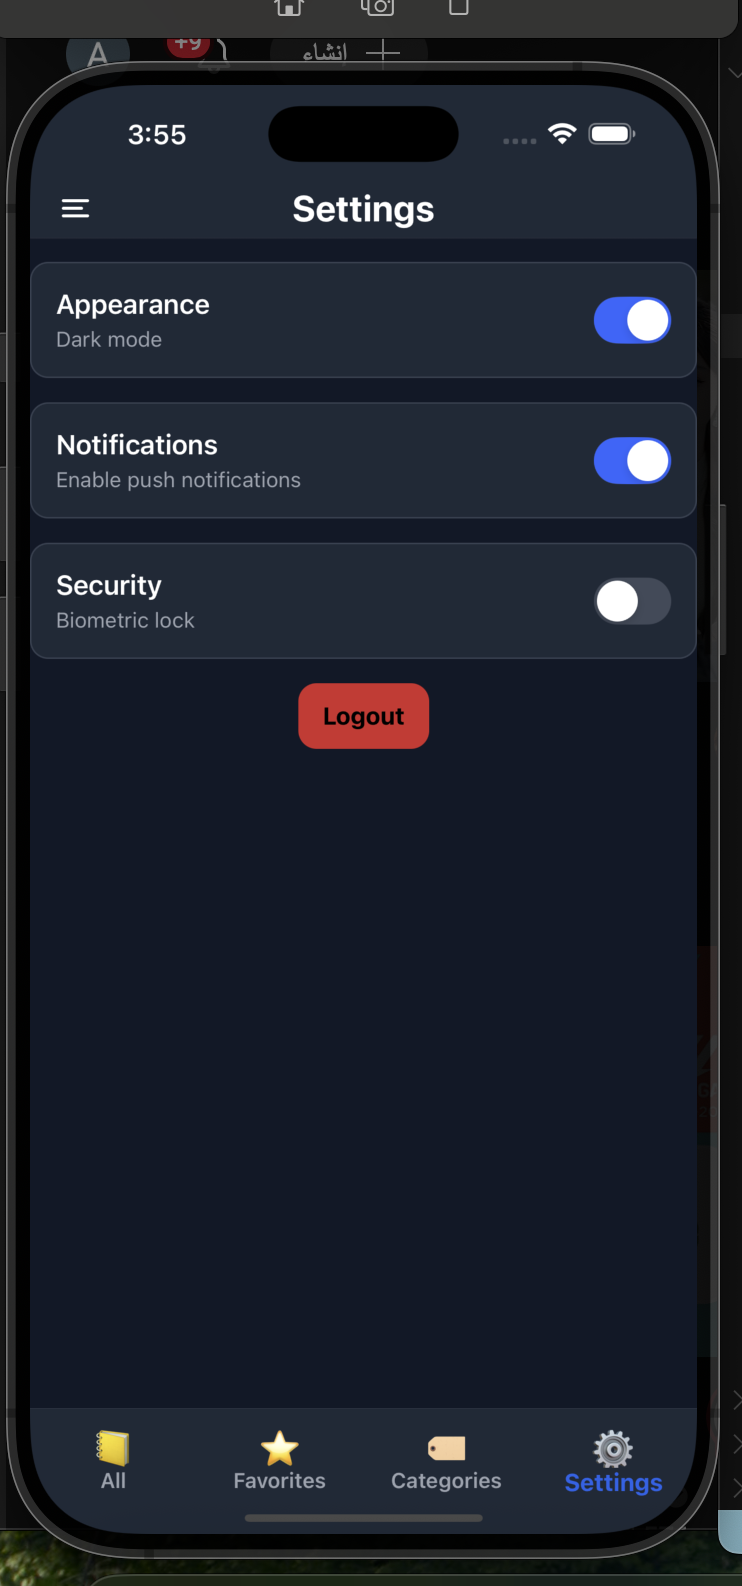 A
+9
إنشاء
3:55
Settings
Appearance
Dark mode
Notifications
Enable push notifications
Security
Biometric lock
Logout
All
Favorites
Categories
Settings